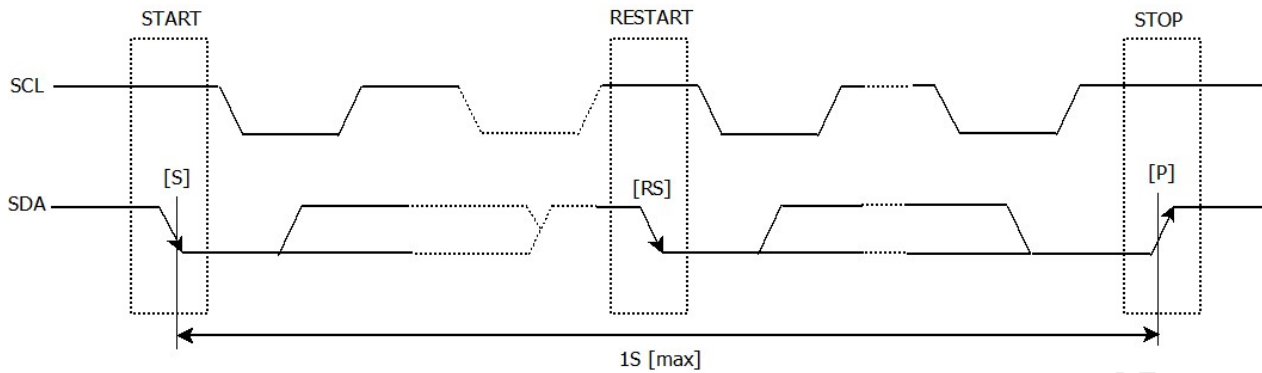 START
RESTART
STOP
SCL
[S]
[RS]
[P]
SDA
1S [max]